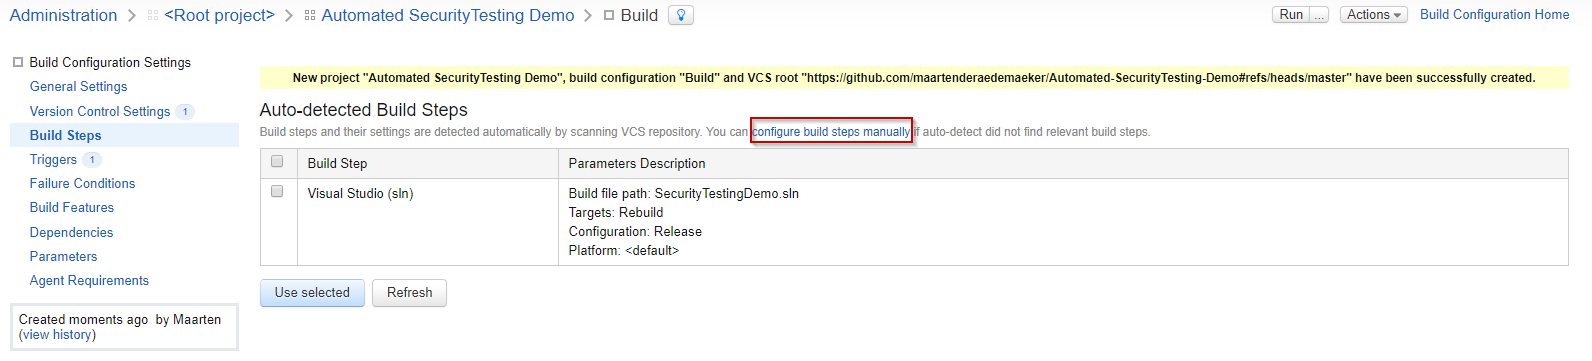 Administration > <Root project> > Automated SecurityTesting Demo > Build
Run ... Actions Build Configuration Home
Build Configuration Settings
General Settings
Version Control Settings 1
Build Steps
Triggers 1
Failure Conditions
Build Features
Dependencies
Parameters
Agent Requirements
Created moments ago by Maarten
(view history)
New project "Automated SecurityTesting Demo", build configuration "Build" and VCS root "https://github.com/maartenderaedemaeker/Automated-SecurityTesting-Demo#refs/heads/master" have been successfully created.
Auto-detected Build Steps
Build steps and their settings are detected automatically by scanning VCS repository. You can configure build steps manually if auto-detect did not find relevant build steps.
Build Step Parameters Description
Visual Studio (sln) Build file path: SecurityTestingDemo.sln
Targets: Rebuild
Configuration: Release
Platform: <default>
Use selected Refresh